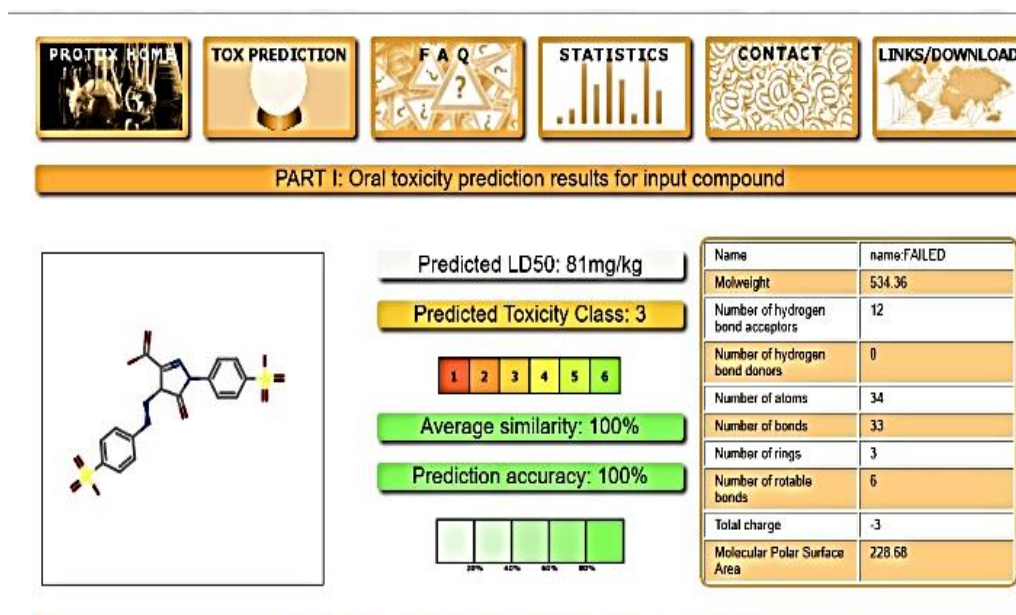 PROTOX HOME
TOX PREDICTION
F A Q
STATISTICS
CONTACT
LINKS/DOWNLOAD
PART I: Oral toxicity prediction results for input compound
Predicted LD50: 81mg/kg
Predicted Toxicity Class: 3
1 2 3 4 5 6
Average similarity: 100%
Prediction accuracy: 100%
20% 40% 60% 80%
Name name:FAILED
Molweight 534.36
Number of hydrogen 12
bond acceptors
Number of hydrogen 0
bond donors
Number of atoms 34
Number of bonds 33
Number of rings 3
Number of rotable 6
bonds
Total charge -3
Molecular Polar Surface 228.68
Area